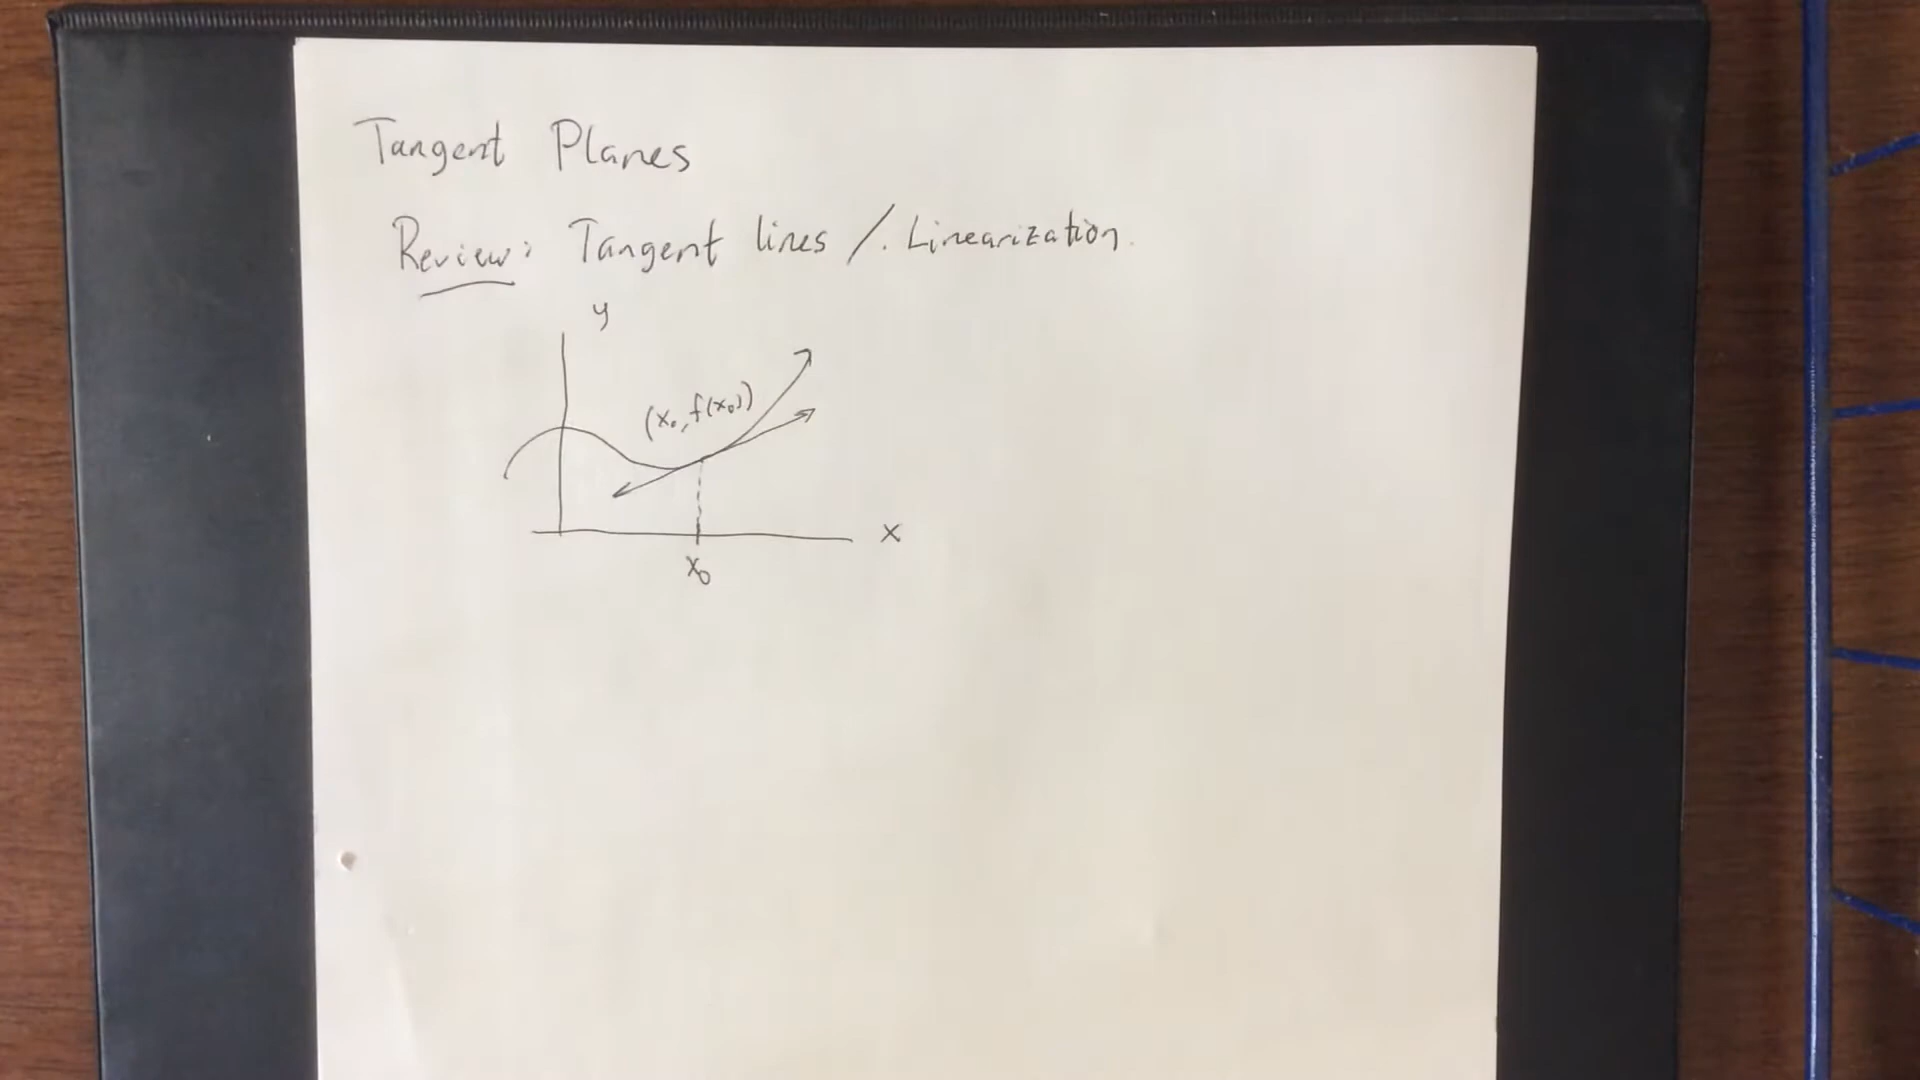 Tangent Planes
Review: Tangent lines / Linearization.
y
(x₀, f(x₀))
x
x₀